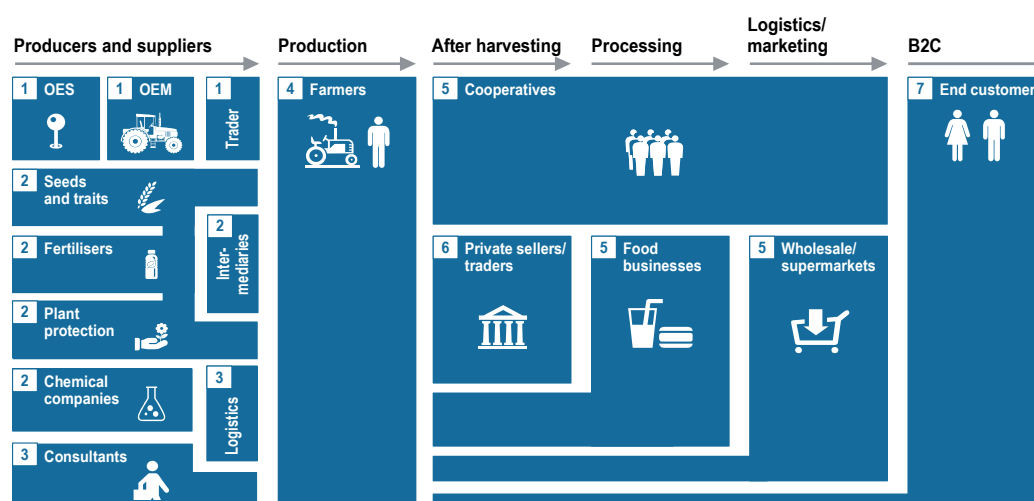 Producers and suppliers
Production
After harvesting
Processing
Logistics/
marketing
B2C
1 OES
1 OEM
1
Trader
2 Seeds
and traits
2 Fertilisers
2
Inter-
mediaries
2 Plant
protection
2 Chemical
companies
3
Logistics
3 Consultants
4 Farmers
5 Cooperatives
6 Private sellers/
traders
5 Food
businesses
5 Wholesale/
supermarkets
7 End customer